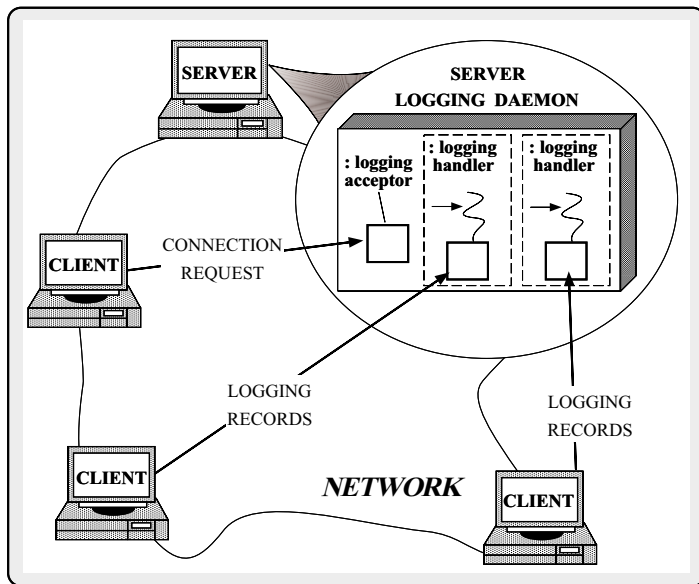 SERVER
SERVER
LOGGING DAEMON
: logging
acceptor
: logging
handler
: logging
handler
CONNECTION
REQUEST
CLIENT
LOGGING
RECORDS
LOGGING
RECORDS
CLIENT
NETWORK
CLIENT